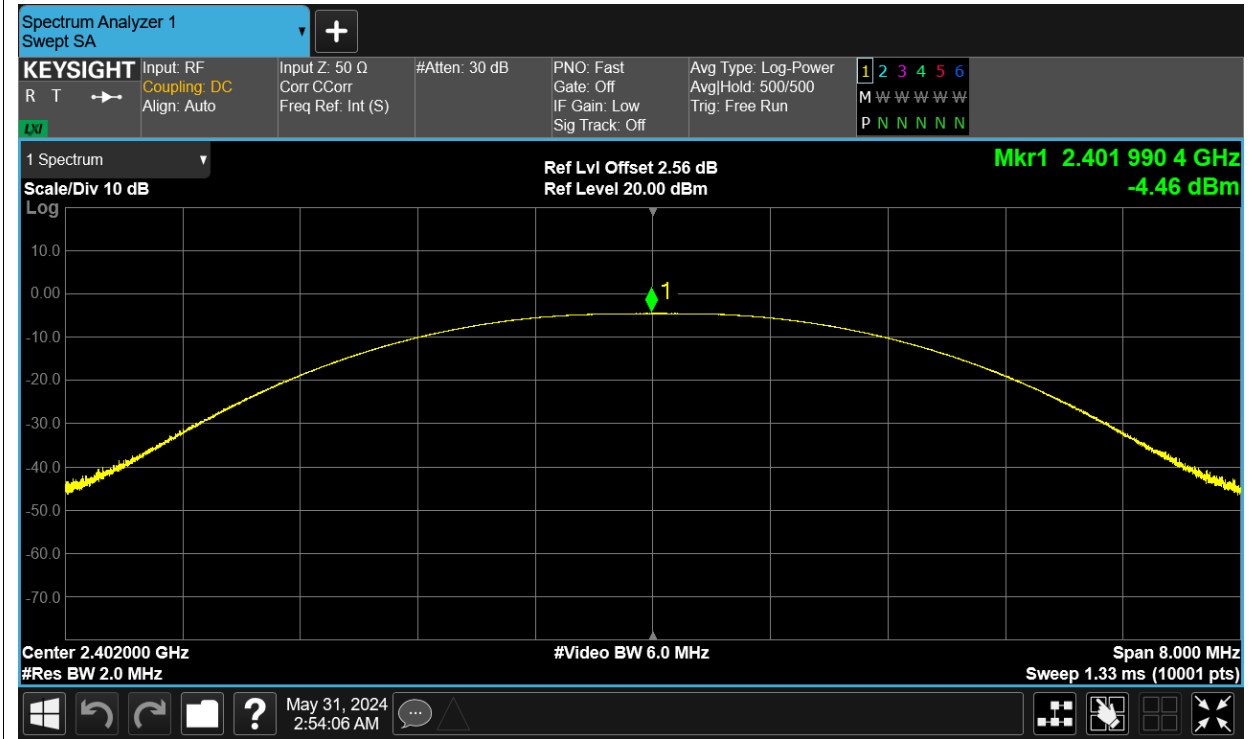 Spectrum Analyzer 1
Swept SA
+
KEYSIGHT
R T
LXI
Input: RF
Coupling: DC
Align: Auto
Input Z: 50 Ω
Corr CCorr
Freq Ref: Int (S)
#Atten: 30 dB
PNO: Fast
Gate: Off
IF Gain: Low
Sig Track: Off
Avg Type: Log-Power
Avg|Hold: 500/500
Trig: Free Run
1 2 3 4 5 6
M W W W W W
P N N N N N
1 Spectrum
Scale/Div 10 dB
Log
Ref Lvl Offset 2.56 dB
Ref Level 20.00 dBm
Mkr1 2.401 990 4 GHz
-4.46 dBm
10.0
0.00
-10.0
-20.0
-30.0
-40.0
-50.0
-60.0
-70.0
1
Center 2.402000 GHz
#Res BW 2.0 MHz
#Video BW 6.0 MHz
Span 8.000 MHz
Sweep 1.33 ms (10001 pts)
?
May 31, 2024
2:54:06 AM